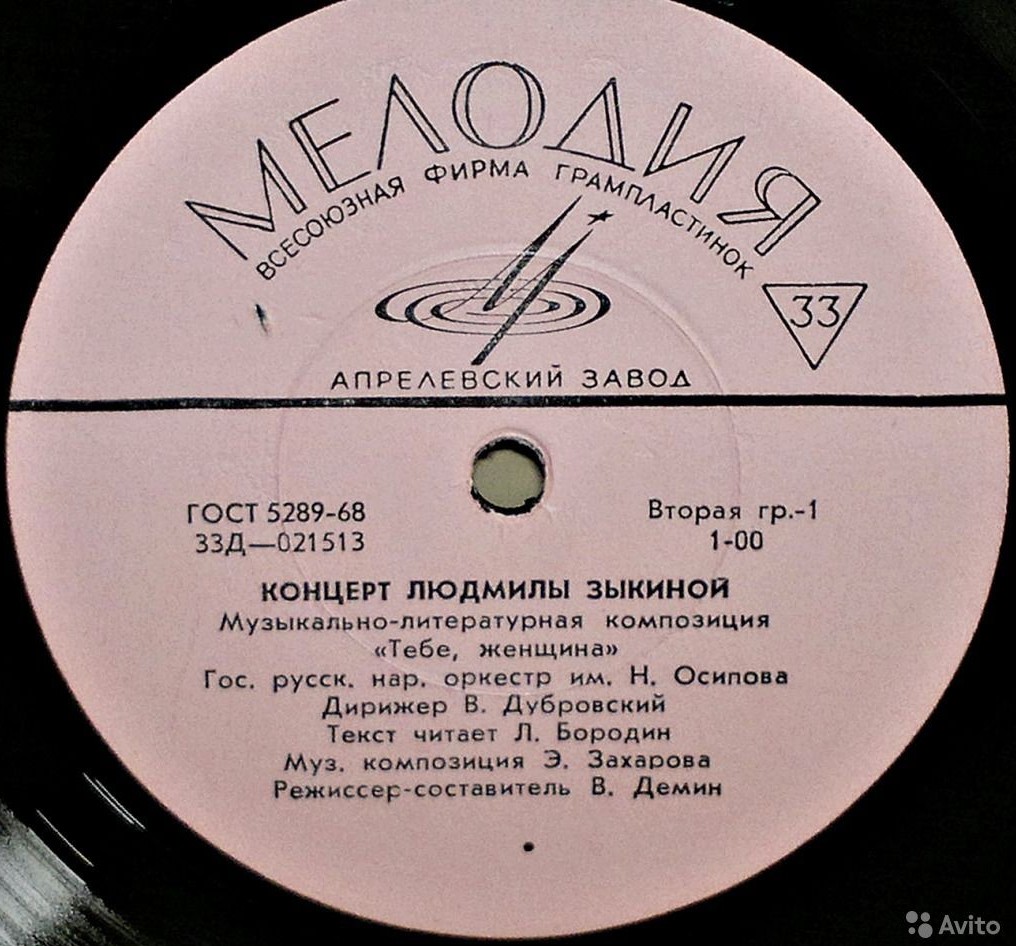 МЕЛОДИЯ
ВСЕСОЮЗНАЯ ФИРМА ГРАМПЛАСТИНОК
33
АПРЕЛЕВСКИЙ ЗАВОД
ГОСТ 5289-68
Вторая гр.-1
33Д—021513
1-00
КОНЦЕРТ ЛЮДМИЛЫ ЗЫКИНОЙ
Музыкально-литературная композиция
«Тебе, женщина»
Гос. русск. нар. оркестр им. Н. Осипова
Дирижер В. Дубровский
Текст читает Л. Бородин
Муз. композиция Э. Захарова
Режиссер-составитель В. Демин
Avito